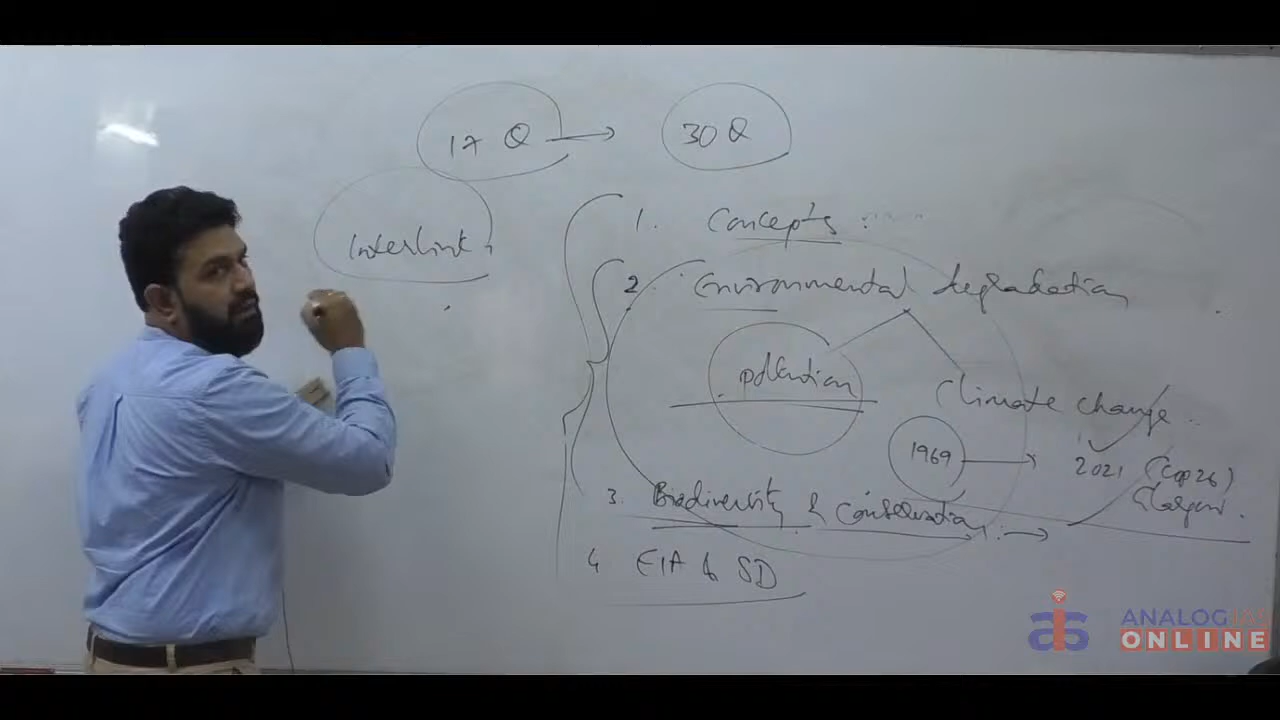 17 Q → 30 Q
Interlink
1. Concepts
2. Environmental degradation
pollution
Climate change
1969 → 2021 (COP26)
3. Biodiversity & Conservation →
4 EIA & SD
ANALOG IAS
ONLINE